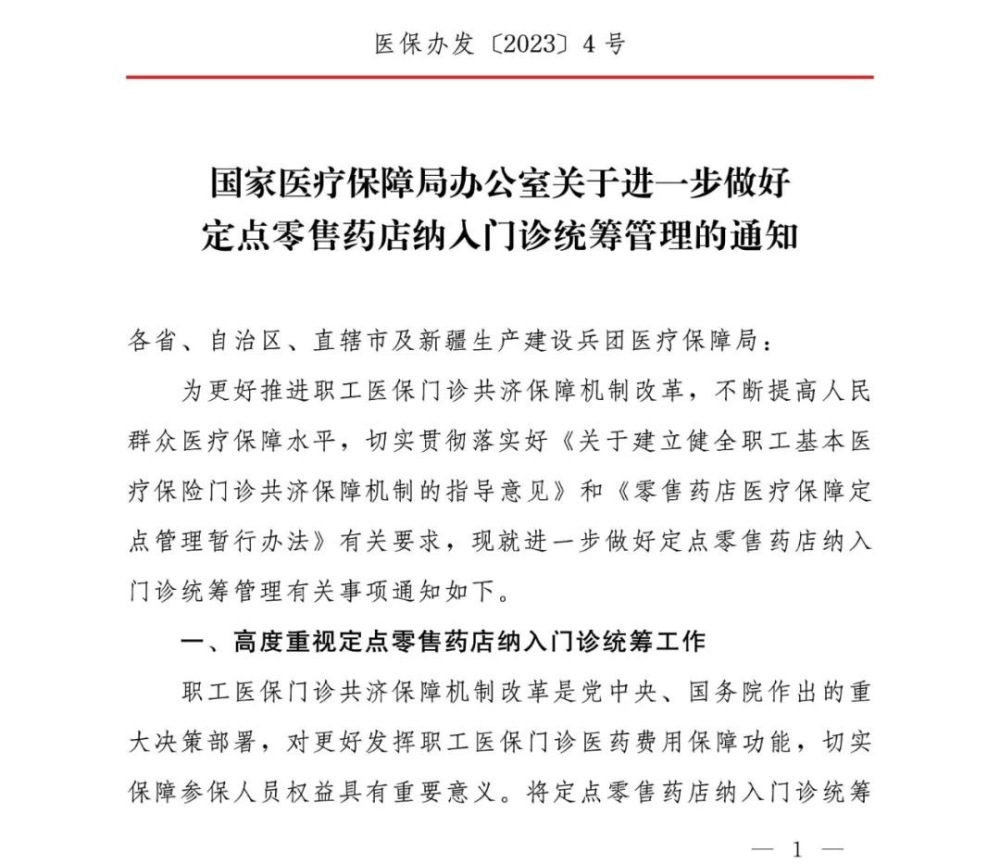 医保办发〔2023〕4 号
国家医疗保障局办公室关于进一步做好
定点零售药店纳入门诊统筹管理的通知
各省、自治区、直辖市及新疆生产建设兵团医疗保障局：
为更好推进职工医保门诊共济保障机制改革，不断提高人民
群众医疗保障水平，切实贯彻落实好《关于建立健全职工基本医
疗保险门诊共济保障机制的指导意见》和《零售药店医疗保障定
点管理暂行办法》有关要求，现就进一步做好定点零售药店纳入
门诊统筹管理有关事项通知如下。
一、高度重视定点零售药店纳入门诊统筹工作
职工医保门诊共济保障机制改革是党中央、国务院作出的重
大决策部署，对更好发挥职工医保门诊医药费用保障功能，切实
保障参保人员权益具有重要意义。将定点零售药店纳入门诊统筹
— 1 —